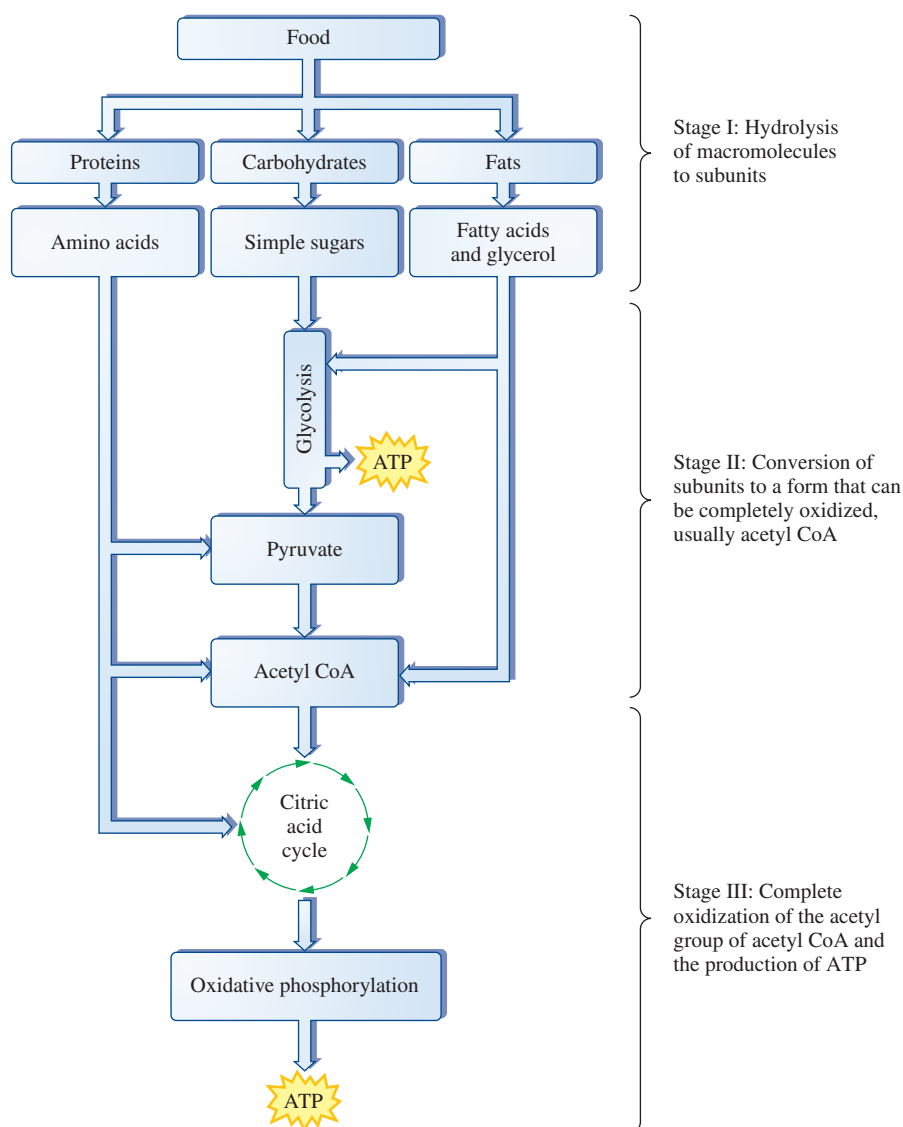 Food
Proteins
Carbohydrates
Fats
Amino acids
Simple sugars
Fatty acids
and glycerol
Stage I: Hydrolysis
of macromolecules
to subunits
Glycolysis
ATP
Pyruvate
Acetyl CoA
Stage II: Conversion of
subunits to a form that can
be completely oxidized,
usually acetyl CoA
Citric
acid
cycle
Oxidative phosphorylation
ATP
Stage III: Complete
oxidization of the acetyl
group of acetyl CoA and
the production of ATP